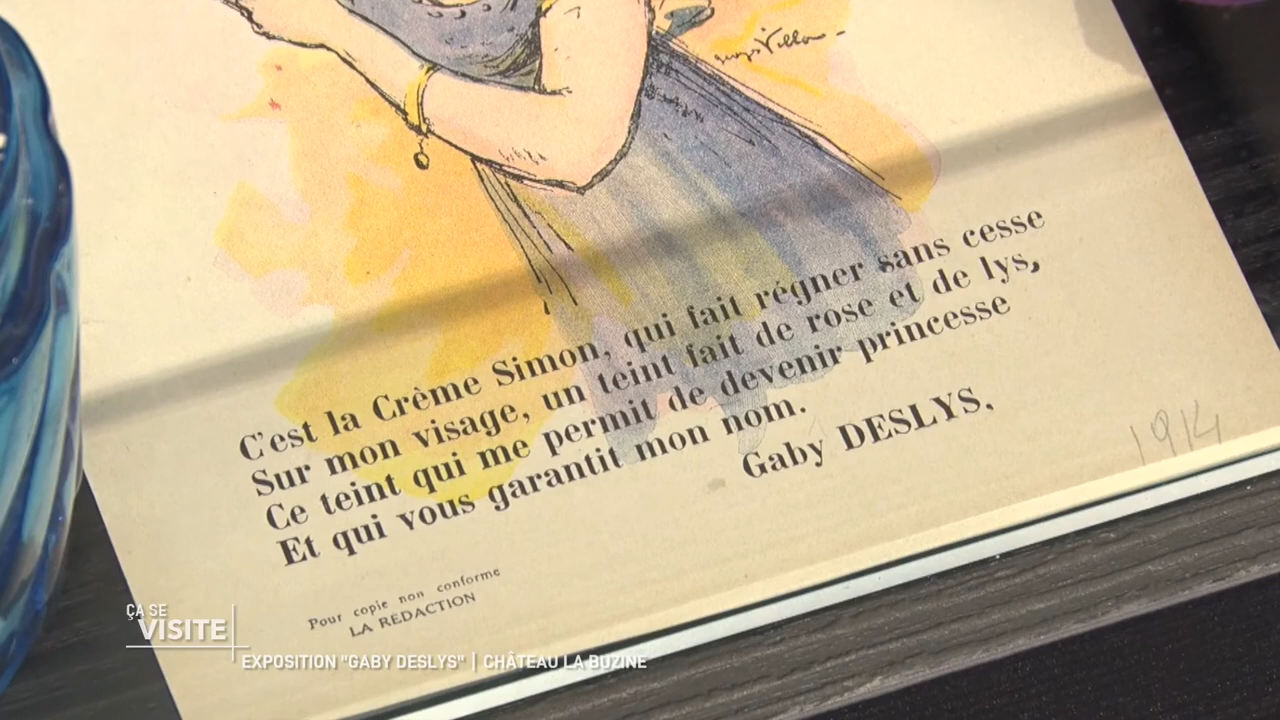 C'est la Crème Simon, qui fait régner sans cesse
Sur mon visage, un teint fait de rose et de lys,
Ce teint qui me permit de devenir princesse
Et qui vous garantit mon nom.
Gaby DESLYS.
1914
Pour copie non conforme
LA RÉDACTION
ÇA SE
VISITE
EXPOSITION "GABY DESLYS" | CHÂTEAU LA BUZINE